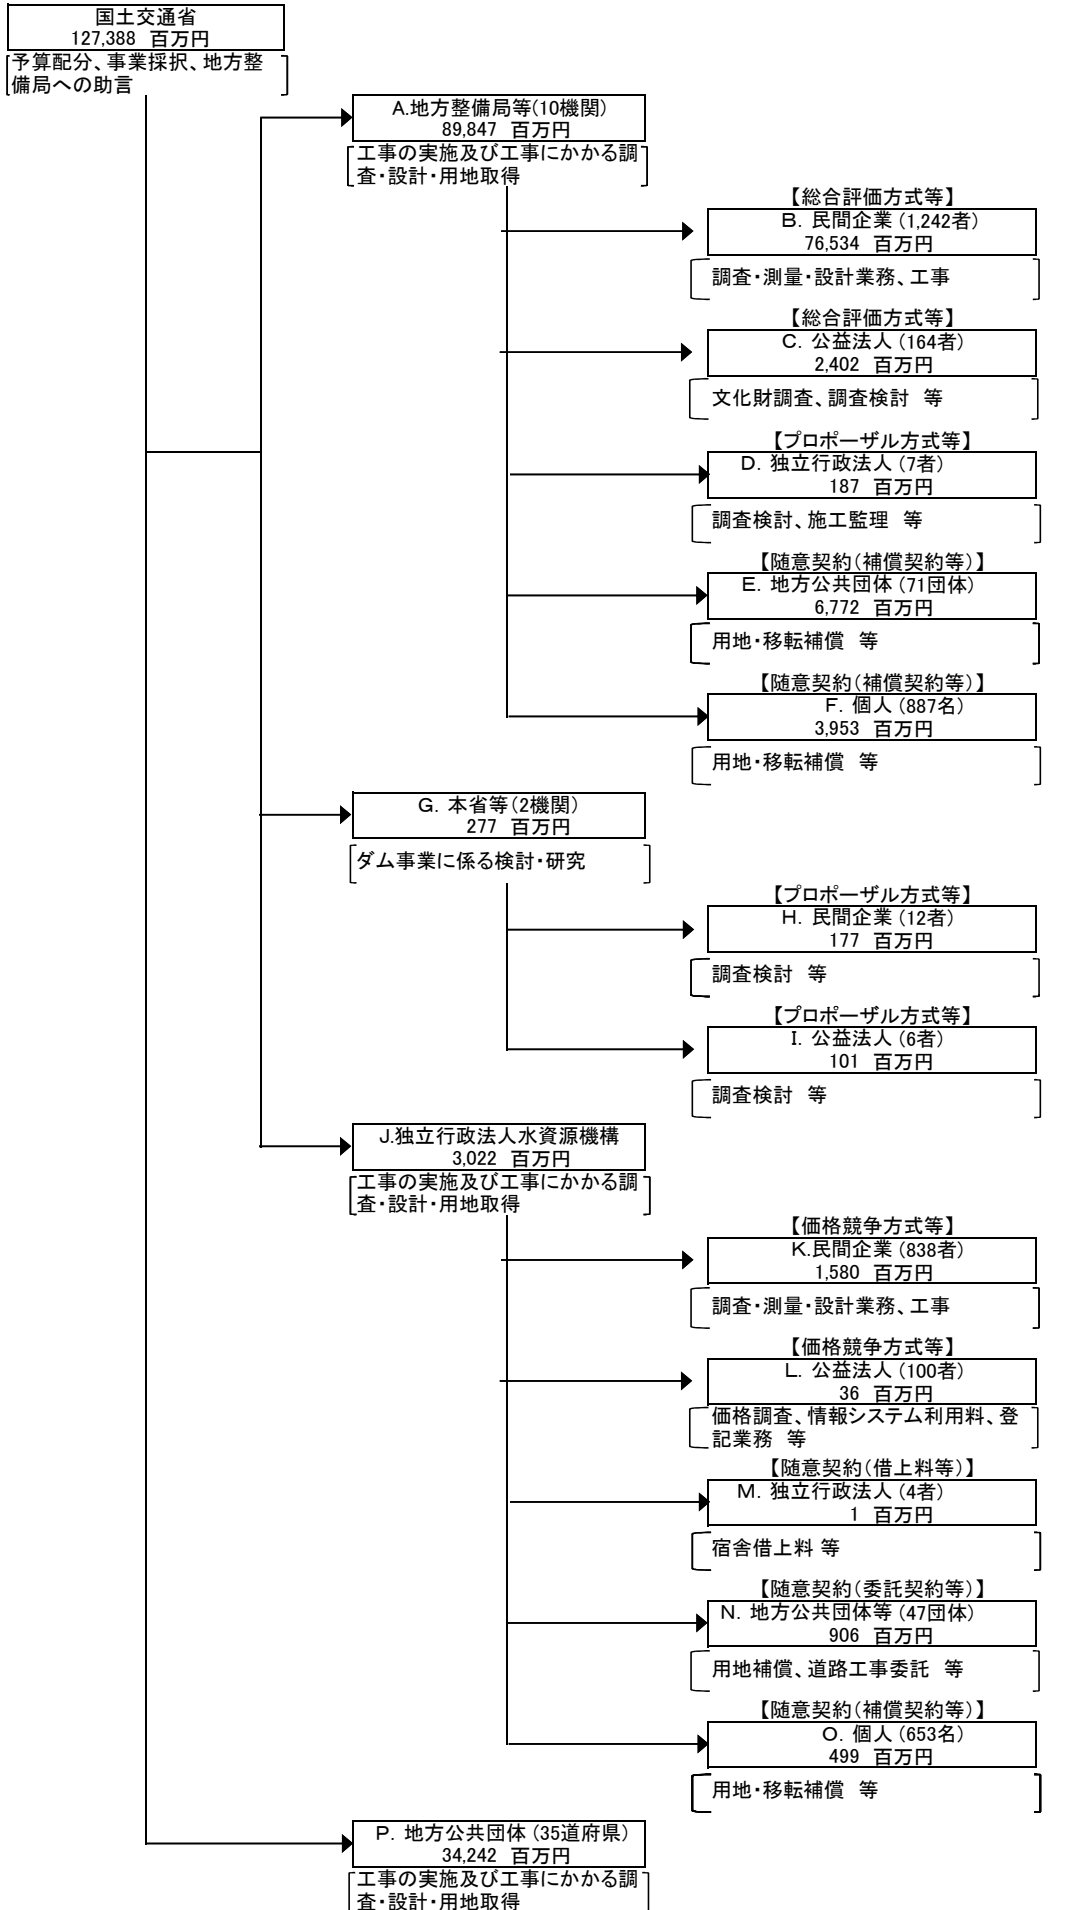 国土交通省
127,388 百万円
予算配分、事業採択、地方整
備局への助言
A.地方整備局等(10機関)
89,847 百万円
工事の実施及び工事にかかる調
査・設計・用地取得
【総合評価方式等】
B. 民間企業(1,242者)
76,534 百万円
調査・測量・設計業務、工事
【総合評価方式等】
C. 公益法人(164者)
2,402 百万円
文化財調査、調査検討 等
【プロポーザル方式等】
D. 独立行政法人(7者)
187 百万円
調査検討、施工監理 等
【随意契約(補償契約等)】
E. 地方公共団体(71団体)
6,772 百万円
用地・移転補償 等
【随意契約(補償契約等)】
F. 個人(887名)
3,953 百万円
用地・移転補償 等
G. 本省等(2機関)
277 百万円
ダム事業に係る検討・研究
【プロポーザル方式等】
H. 民間企業(12者)
177 百万円
調査検討 等
【プロポーザル方式等】
I. 公益法人(6者)
101 百万円
調査検討 等
J.独立行政法人水資源機構
3,022 百万円
工事の実施及び工事にかかる調
査・設計・用地取得
【価格競争方式等】
K.民間企業(838者)
1,580 百万円
調査・測量・設計業務、工事
【価格競争方式等】
L. 公益法人(100者)
36 百万円
価格調査、情報システム利用料、登
記業務 等
【随意契約(借上料等)】
M. 独立行政法人(4者)
1 百万円
宿舎借上料 等
【随意契約(委託契約等)】
N. 地方公共団体等(47団体)
906 百万円
用地補償、道路工事委託 等
【随意契約(補償契約等)】
O. 個人(653名)
499 百万円
用地・移転補償 等
P. 地方公共団体(35道府県)
34,242 百万円
工事の実施及び工事にかかる調
査・設計・用地取得